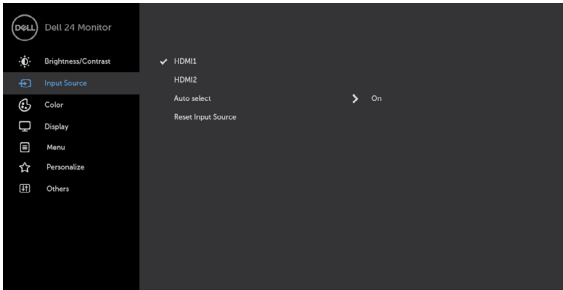 DELL Dell 24 Monitor
Brightness/Contrast
Input Source
Color
Display
Menu
Personalize
Others
HDMI1
HDMI2
Auto select On
Reset Input Source